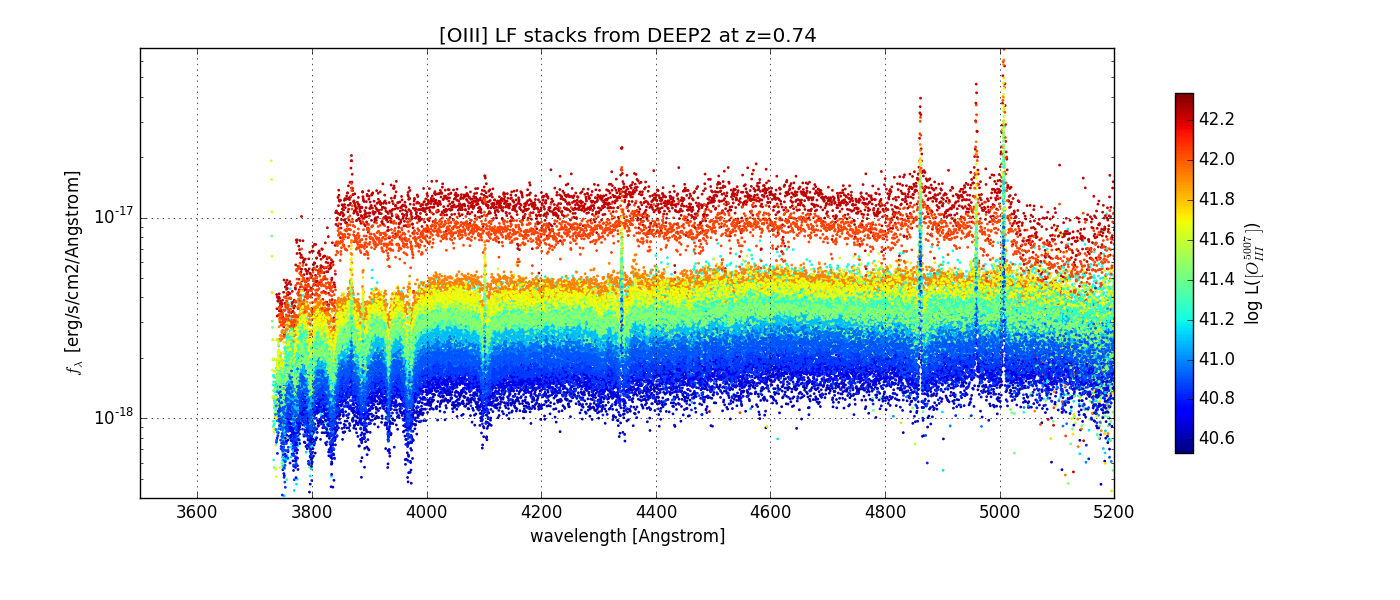 [OIII] LF stacks from DEEP2 at z=0.74
f_λ [erg/s/cm2/Angstrom]
10^-17
10^-18
3600 3800 4000 4200 4400 4600 4800 5000 5200
wavelength [Angstrom]
42.2
42.0
41.8
41.6
41.4
41.2
41.0
40.8
40.6
log L([O_III^5007])